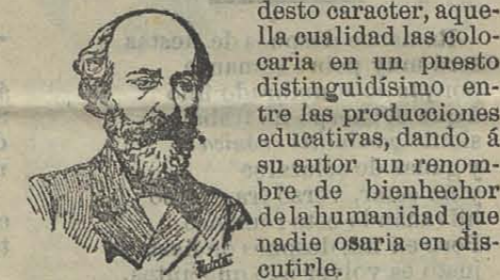 desto caracter, aque-
lla cualidad las colo-
caria en un puesto
distinguidísimo en-
tre las producciones
educativas, dando á
su autor un renom-
bre de bienhechor
de la humanidad que
nadie osaria en dis-
cutirle.